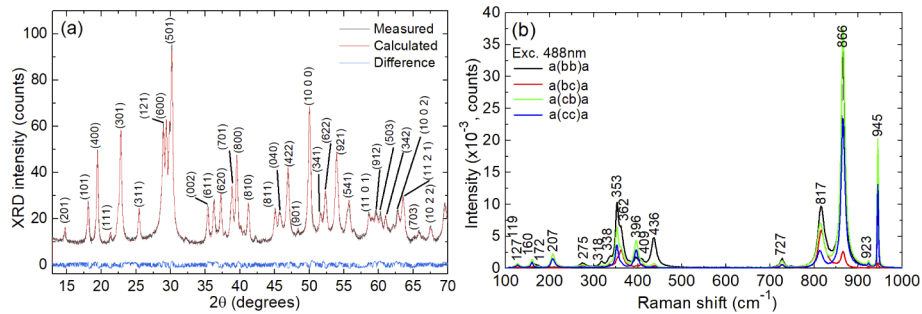 (a)
Measured
Calculated
Difference
XRD intensity (counts)
100
80
60
40
20
0
(201)
(101)
(400)
(111)
(301)
(311)
(121)
(600)
(501)
(002)
(611)
(620)
(701)
(800)
(810)
(811)
(040)
(422)
(901)
(10 0 0)
(341)
(622)
(921)
(541)
(11 0 1)
(912)
(503)
(342)
(10 0 2)
(11 2 1)
(703)
(10 2 2)
15 20 25 30 35 40 45 50 55 60 65 70
2θ (degrees)
(b)
Exc. 488nm
a(bb)a
a(bc)a
a(cb)a
a(cc)a
Intensity (x10⁻³, counts)
40
35
30
25
20
15
10
5
0
119
127
160
172
207
275
318
338
353
362
396
409
436
727
817
866
923
945
100 200 300 400 500 600 700 800 900 1000
Raman shift (cm⁻¹)